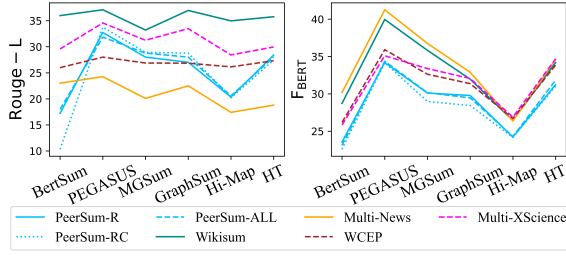 Rouge – L
35
30
25
20
15
10
BertSum PEGASUS MGSum GraphSum Hi-Map HT
F_BERT
40
35
30
25
BertSum PEGASUS MGSum GraphSum Hi-Map HT
PeerSum-R PeerSum-ALL Multi-News Multi-XScience
PeerSum-RC Wikisum WCEP